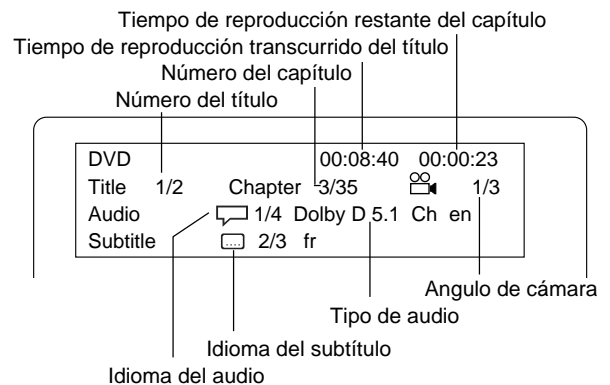 Tiempo de reproducción restante del capítulo
Tiempo de reproducción transcurrido del título
Número del capítulo
Número del título
DVD 00:08:40 00:00:23
Title 1/2 Chapter 3/35 1/3
Audio 1/4 Dolby D 5.1 Ch en
Subtitle .... 2/3 fr
Angulo de cámara
Tipo de audio
Idioma del subtítulo
Idioma del audio